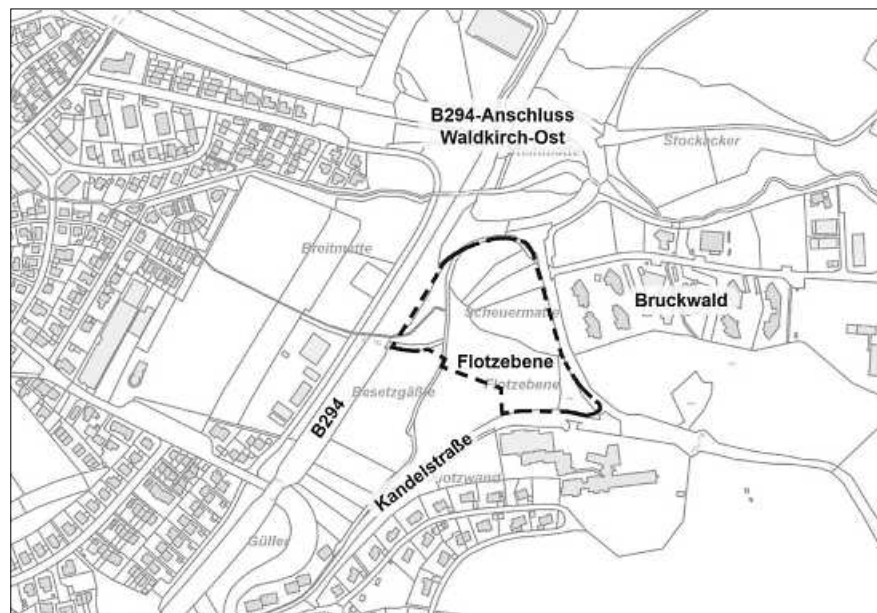 B294-Anschluss
Waldkirch-Ost
Stockacker
Breitmatte
Bruckwald
Scheuermatte
Flotzebene
Flotzebene
Besetzgäßle
B294
Kandelstraße
Güller